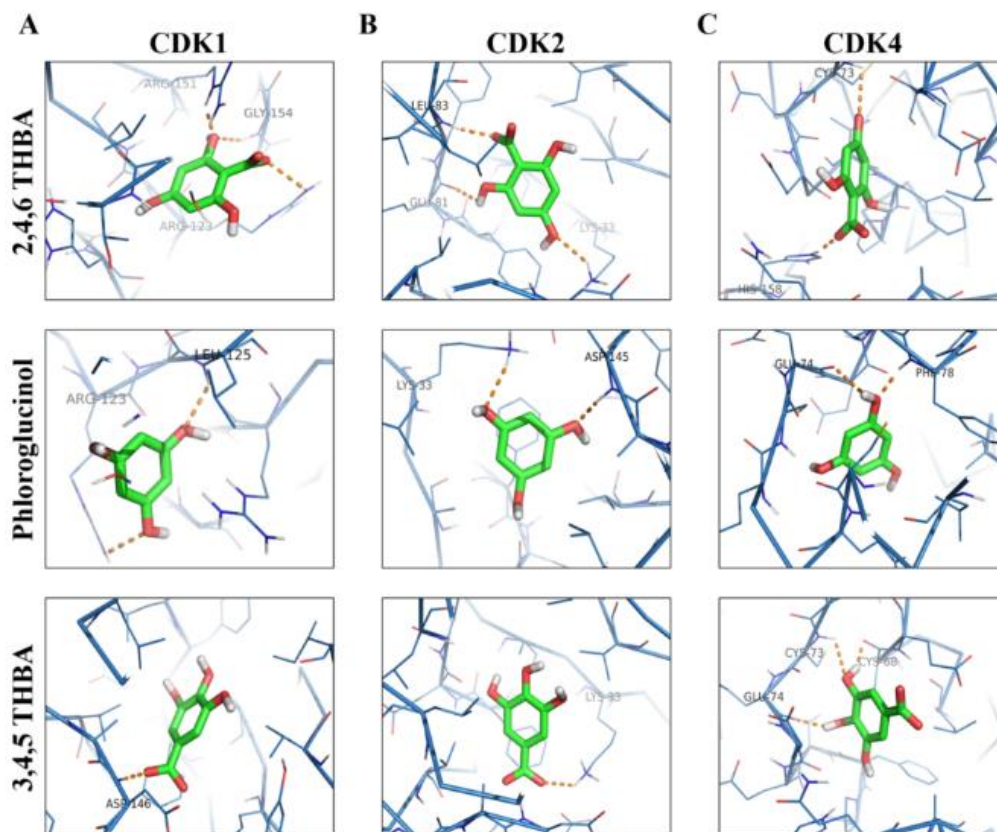 A
CDK1
B
CDK2
C
CDK4
2,4,6 THBA
ARG-151
GLY-154
ARG-123
LEU-83
GLU-81
LYS-33
CYS-73
HIS-158
Phloroglucinol
LEU-125
ARG-123
LYS-33
ASP-145
GLU-74
PHE-78
3,4,5 THBA
ASP-146
LYS-33
CYS-73
CYS-68
GLU-74